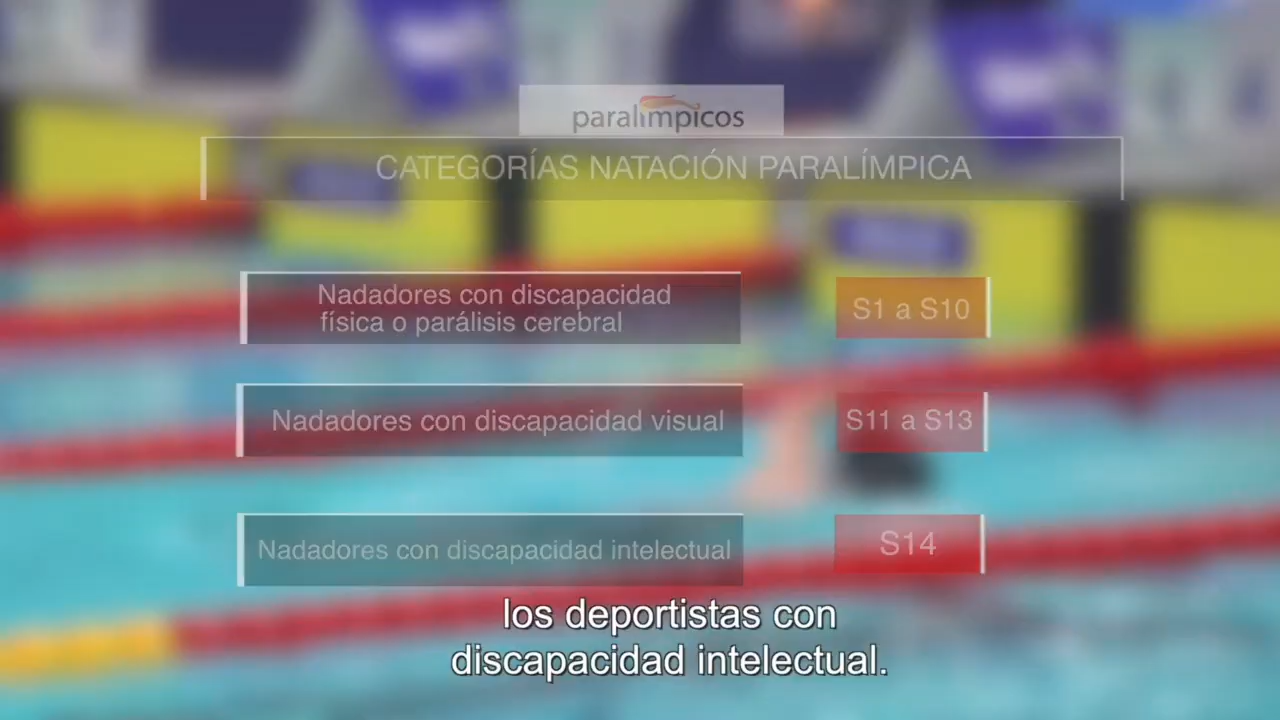 paralímpicos
CATEGORÍAS NATACIÓN PARALÍMPICA
Nadadores con discapacidad
física o parálisis cerebral
S1 a S10
Nadadores con discapacidad visual
S11 a S13
Nadadores con discapacidad intelectual
S14
los deportistas con
discapacidad intelectual.